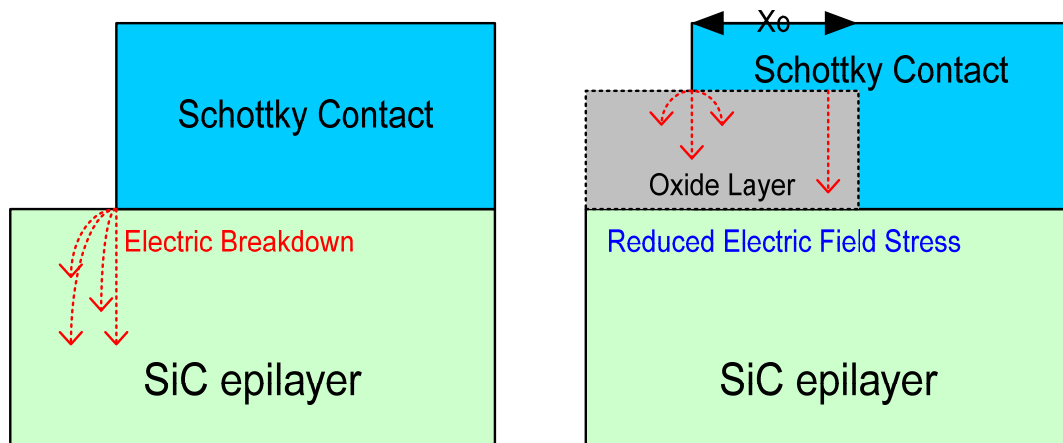 Schottky Contact
Electric Breakdown
SiC epilayer
Xo
Schottky Contact
Oxide Layer
Reduced Electric Field Stress
SiC epilayer